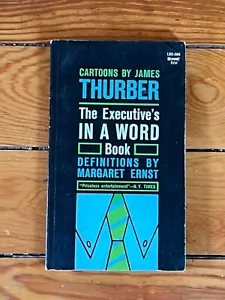 CARTOONS BY JAMES
THURBER
The Executive's
IN A WORD
Book
DEFINITIONS BY
MARGARET ERNST
"Priceless entertainment"—N. Y. TIMES